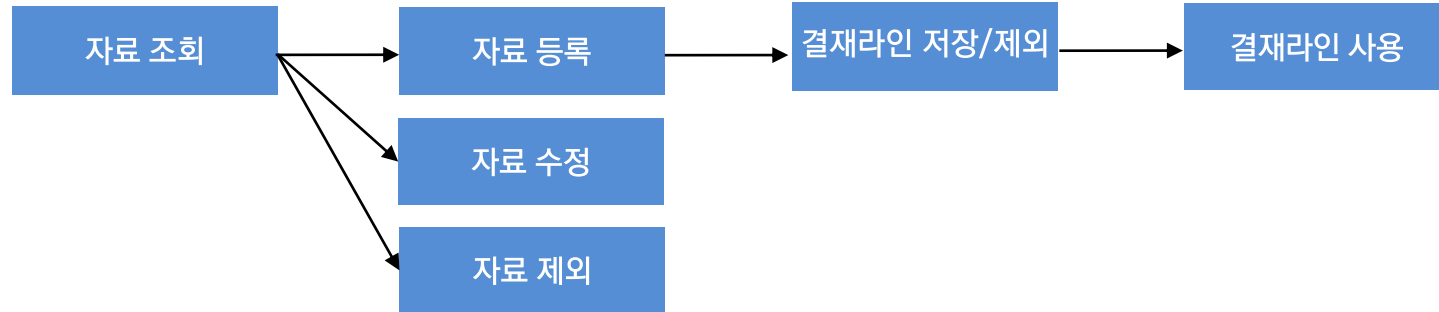 자료 조회
자료 등록
결재라인 저장/제외
결재라인 사용
자료 수정
자료 제외